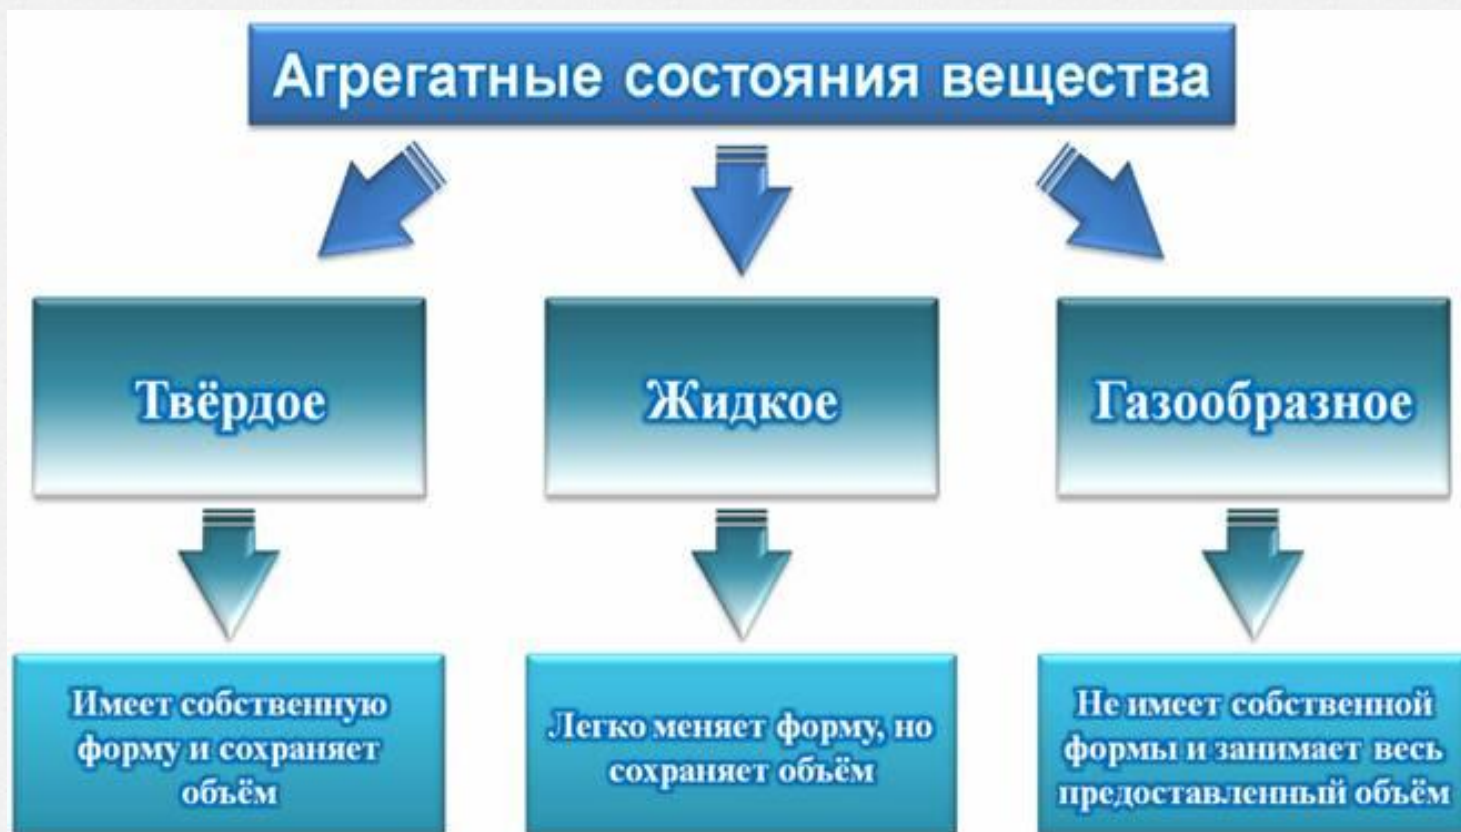 Агрегатные состояния вещества
Твёрдое
Жидкое
Газообразное
Имеет собственную
форму и сохраняет
объём
Легко меняет форму, но
сохраняет объём
Не имеет собственной
формы и занимает весь
предоставленный объём